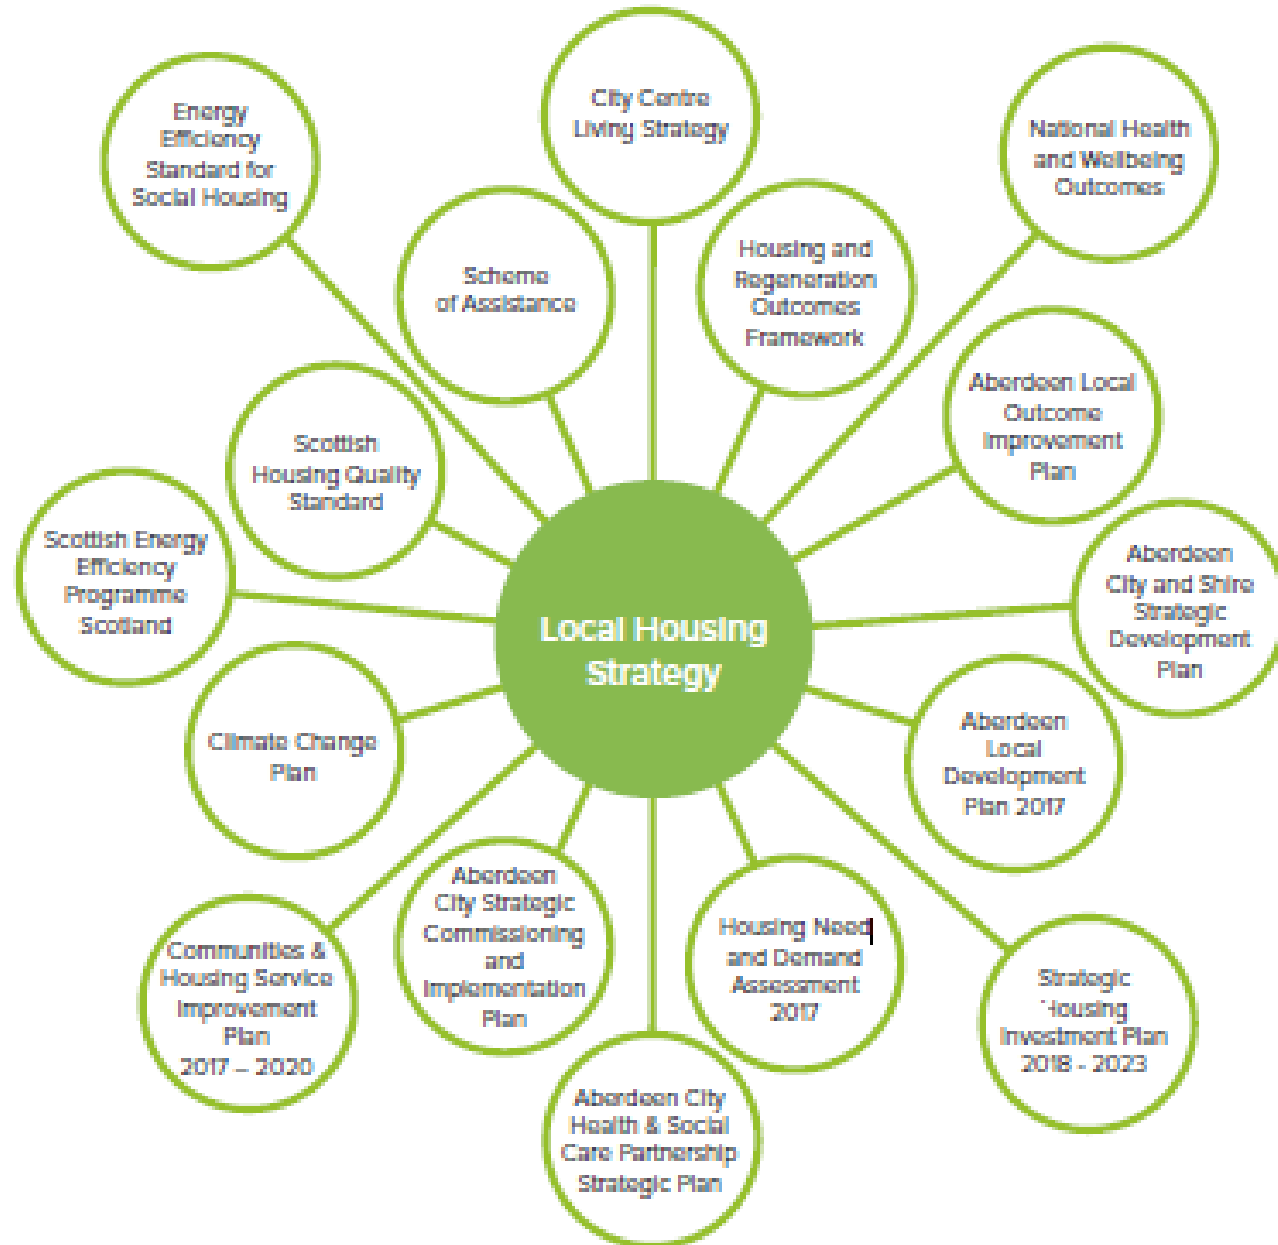 City Centre
Living Strategy
Energy
Efficiency
Standard for
Social Housing
National Health
and Wellbeing
Outcomes
Scheme
of Assistance
Housing and
Regeneration
Outcomes
Framework
Aberdeen Local
Outcome
Improvement
Plan
Scottish
Housing Quality
Standard
Scottish Energy
Efficiency
Programme
Scotland
Aberdeen
City and Shire
Strategic
Development
Plan
Local Housing
Strategy
Climate Change
Plan
Aberdeen
Local
Development
Plan 2017
Communities &
Housing Service
Improvement
Plan
2017 – 2020
Aberdeen
City Strategic
Commissioning
and
Implementation
Plan
Housing Need
and Demand
Assessment
2017
Strategic
Housing
Investment Plan
2018 - 2023
Aberdeen City
Health & Social
Care Partnership
Strategic Plan